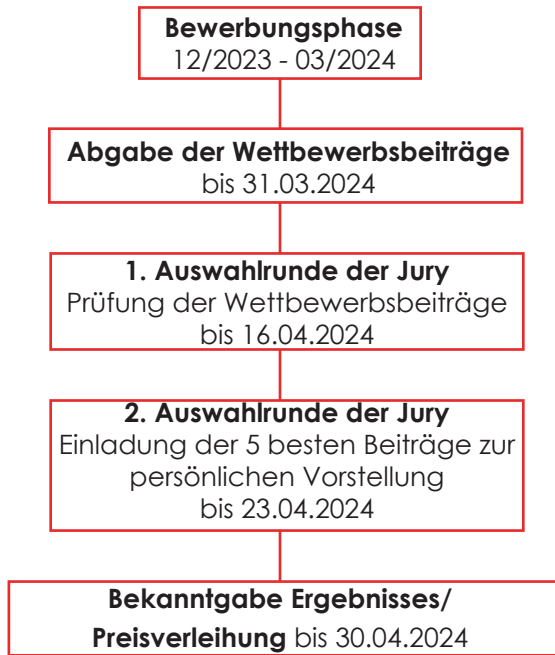 Bewerbungsphase
12/2023 - 03/2024
Abgabe der Wettbewerbsbeiträge
bis 31.03.2024
1. Auswahlrunde der Jury
Prüfung der Wettbewerbsbeiträge
bis 16.04.2024
2. Auswahlrunde der Jury
Einladung der 5 besten Beiträge zur
persönlichen Vorstellung
bis 23.04.2024
Bekanntgabe Ergebnisses/
Preisverleihung bis 30.04.2024